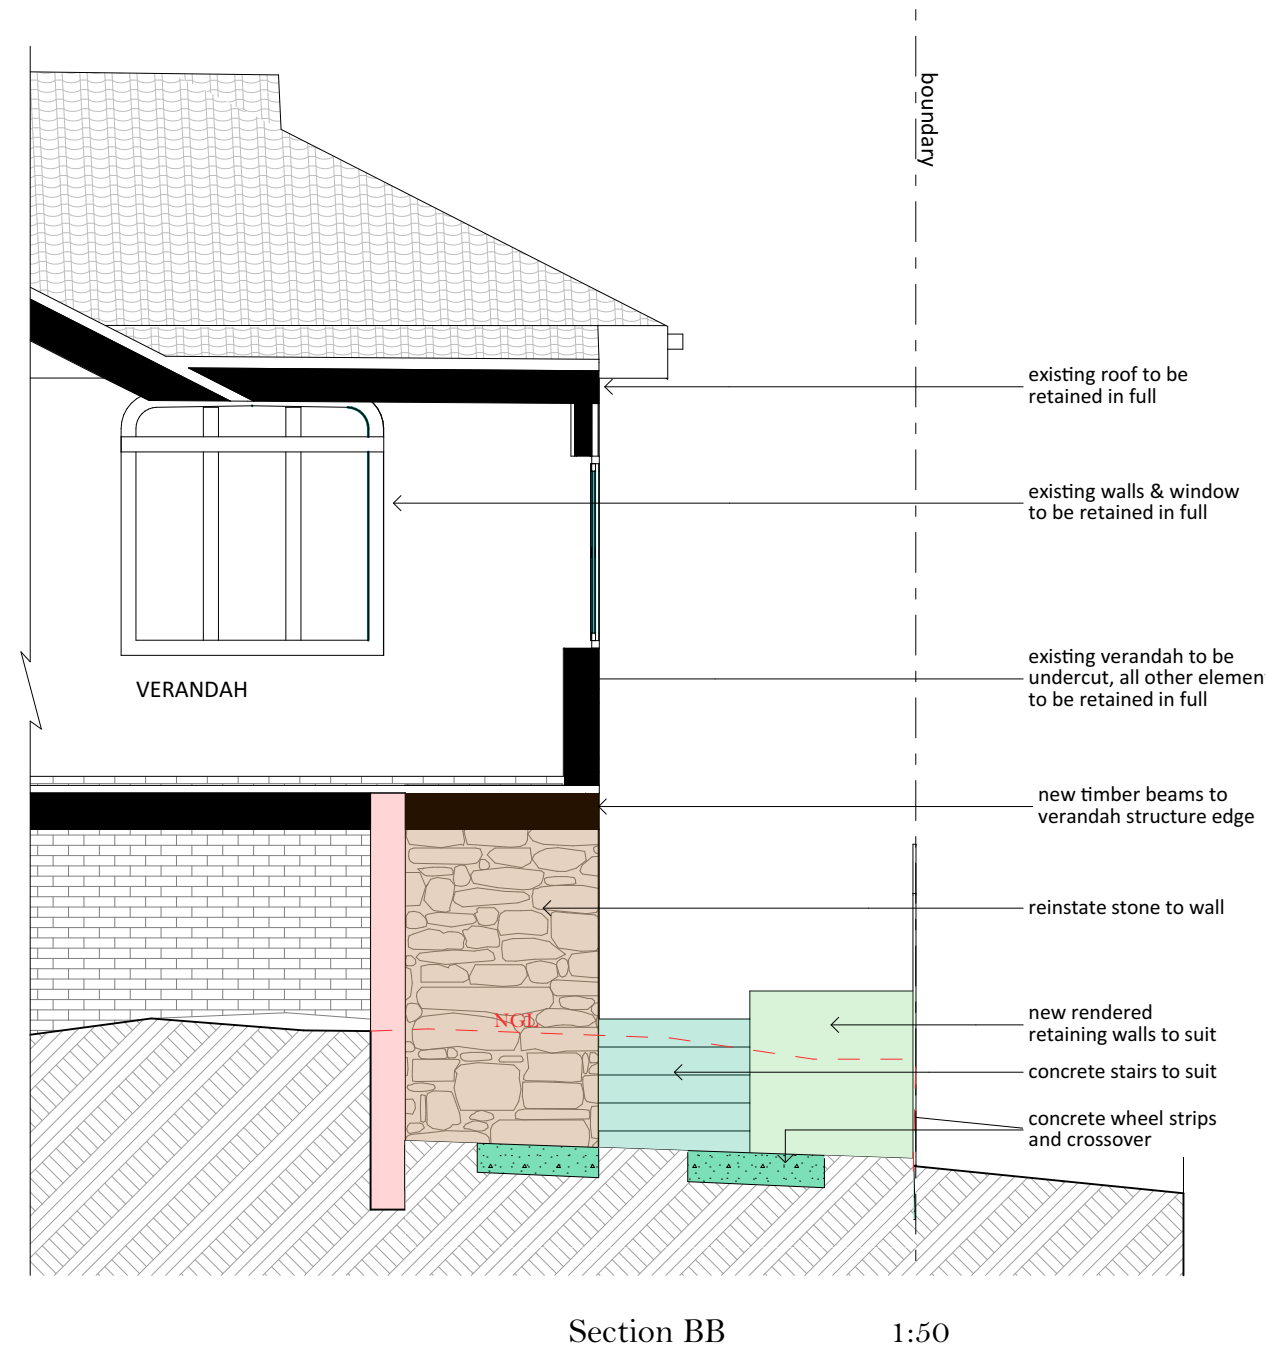 boundary
existing roof to be
retained in full
existing walls & window
to be retained in full
existing verandah to be
undercut, all other elemen
to be retained in full
VERANDAH
new timber beams to
verandah structure edge
reinstate stone to wall
NGL
new rendered
retaining walls to suit
concrete stairs to suit
concrete wheel strips
and crossover
Section BB 1:50